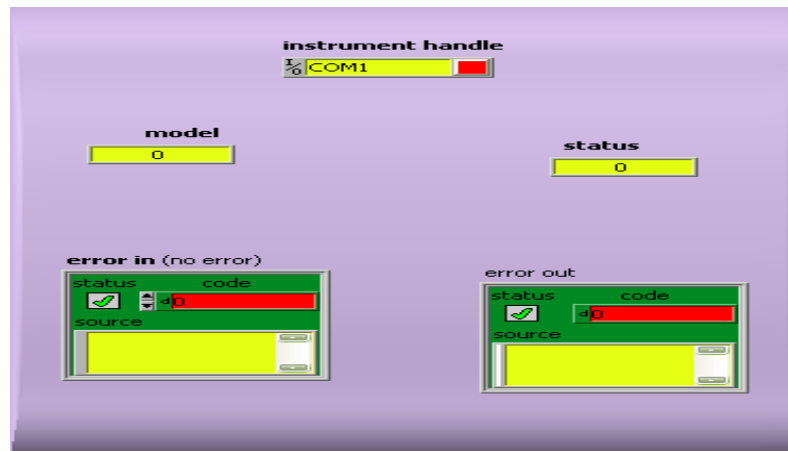 instrument handle
I/O COM1
model
0
status
0
error in (no error)
status code
d 0
source
error out
status code
d 0
source